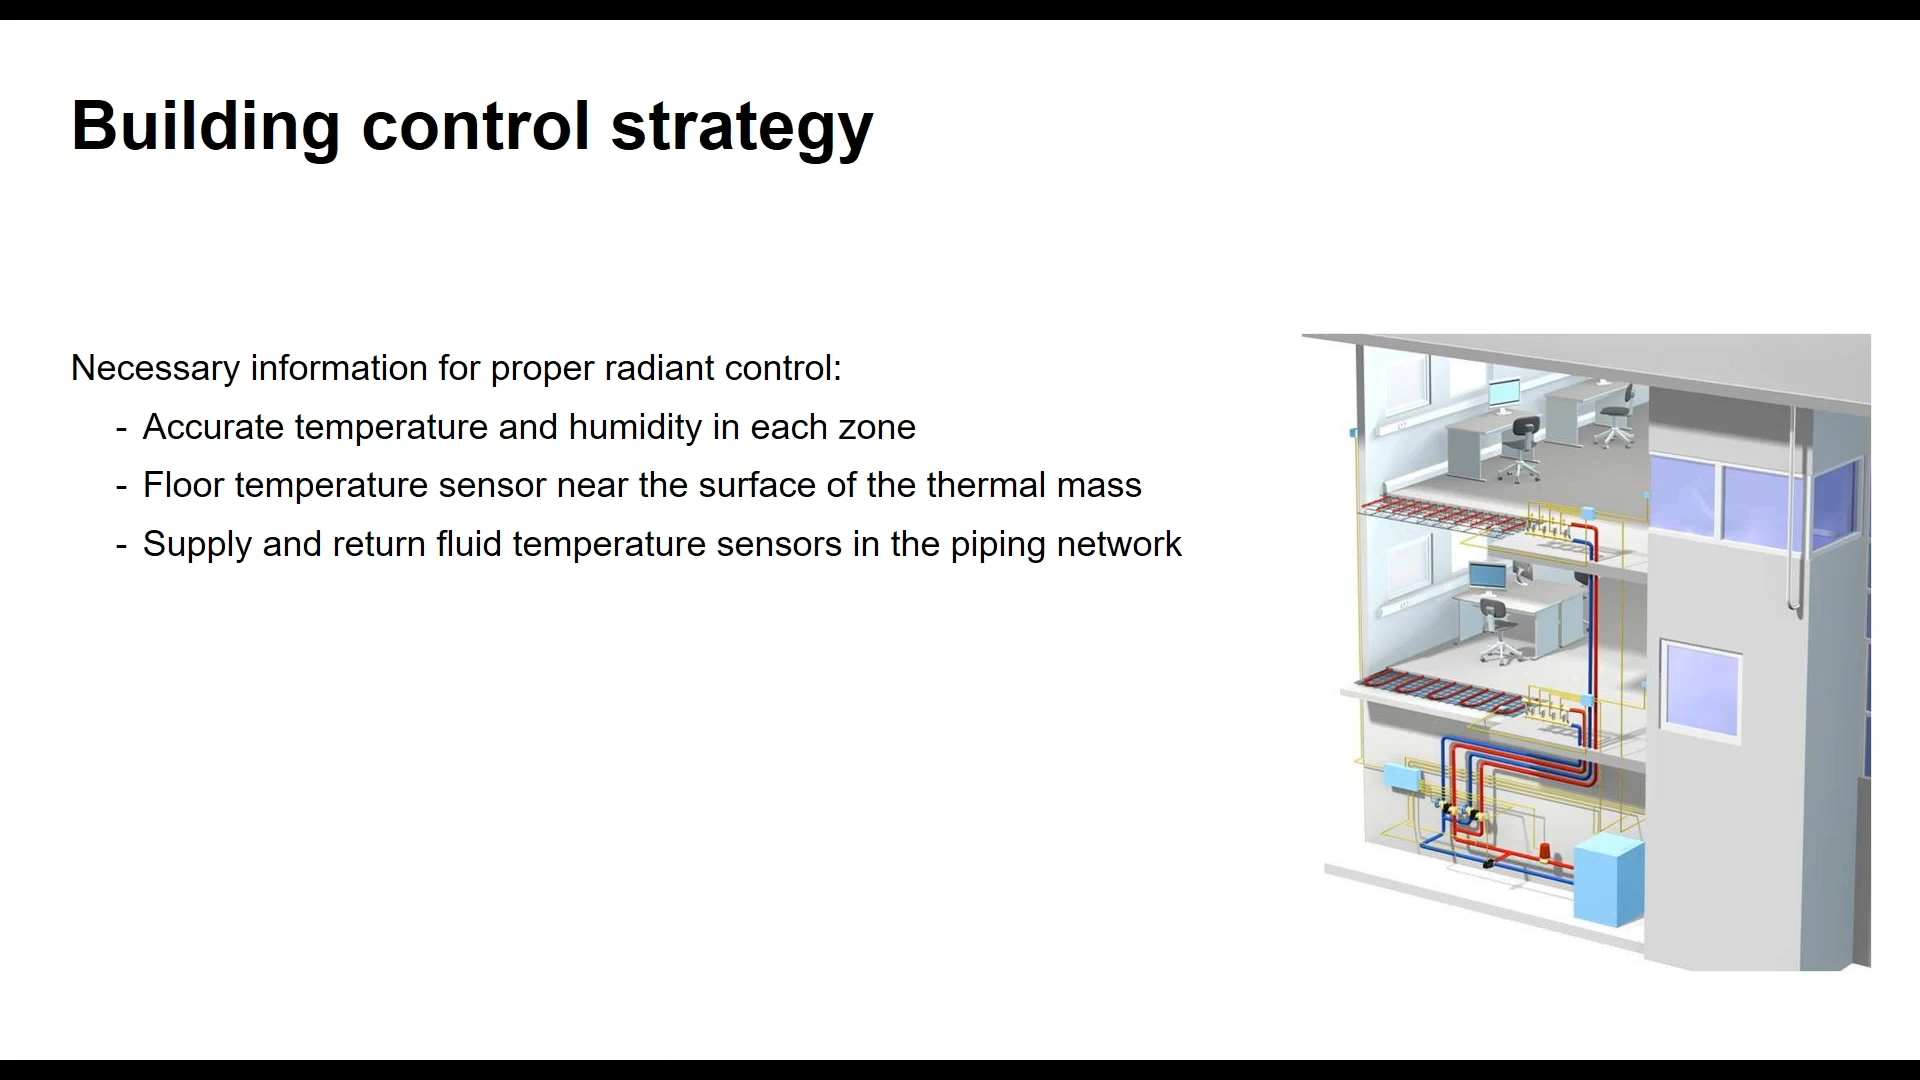 Building control strategy
Necessary information for proper radiant control:
- Accurate temperature and humidity in each zone
- Floor temperature sensor near the surface of the thermal mass
- Supply and return fluid temperature sensors in the piping network